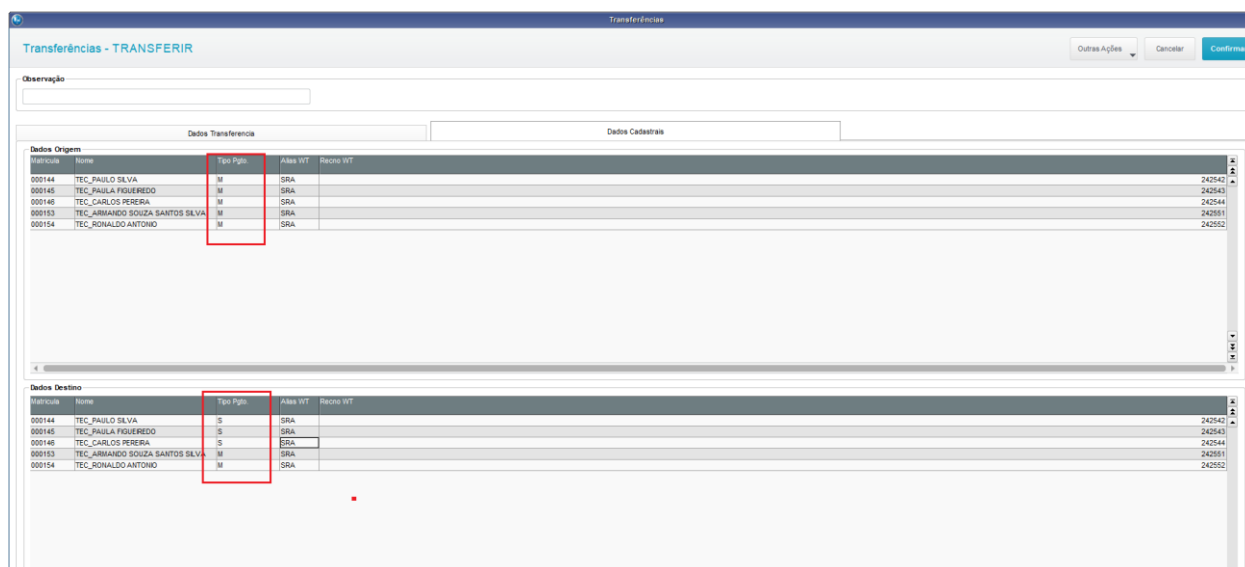 Transferências
Transferências - TRANSFERIR
Outras Ações Cancelar Confirma
Observação
Dados Transferencia Dados Cadastrais
Dados Origem
Matricula Nome Tipo Pgto. Alias WT Recno WT
000144 TEC_PAULO SILVA M SRA 242542
000145 TEC_PAULA FIGUEIREDO M SRA 242543
000146 TEC_CARLOS PEREIRA M SRA 242544
000153 TEC_ARMANDO SOUZA SANTOS SILVA M SRA 242551
000154 TEC_RONALDO ANTONIO M SRA 242552
Dados Destino
Matricula Nome Tipo Pgto. Alias WT Recno WT
000144 TEC_PAULO SILVA S SRA 242542
000145 TEC_PAULA FIGUEIREDO S SRA 242543
000146 TEC_CARLOS PEREIRA S SRA 242544
000153 TEC_ARMANDO SOUZA SANTOS SILVA M SRA 242551
000154 TEC_RONALDO ANTONIO M SRA 242552